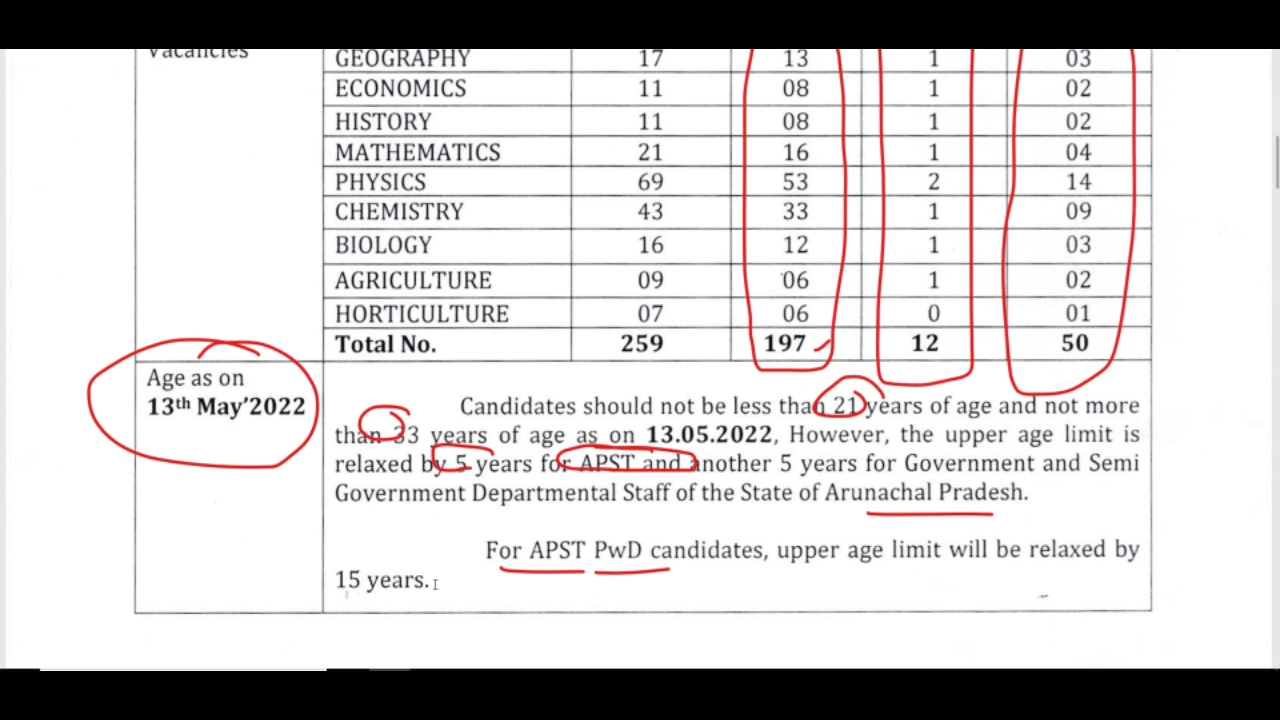 Vacancies
GEOGRAPHY 17 13 1 03
ECONOMICS 11 08 1 02
HISTORY 11 08 1 02
MATHEMATICS 21 16 1 04
PHYSICS 69 53 2 14
CHEMISTRY 43 33 1 09
BIOLOGY 16 12 1 03
AGRICULTURE 09 06 1 02
HORTICULTURE 07 06 0 01
Total No. 259 197 12 50
Age as on
13th May'2022
Candidates should not be less than 21 years of age and not more
than 33 years of age as on 13.05.2022, However, the upper age limit is
relaxed by 5 years for APST and another 5 years for Government and Semi
Government Departmental Staff of the State of Arunachal Pradesh.
For APST PwD candidates, upper age limit will be relaxed by
15 years.